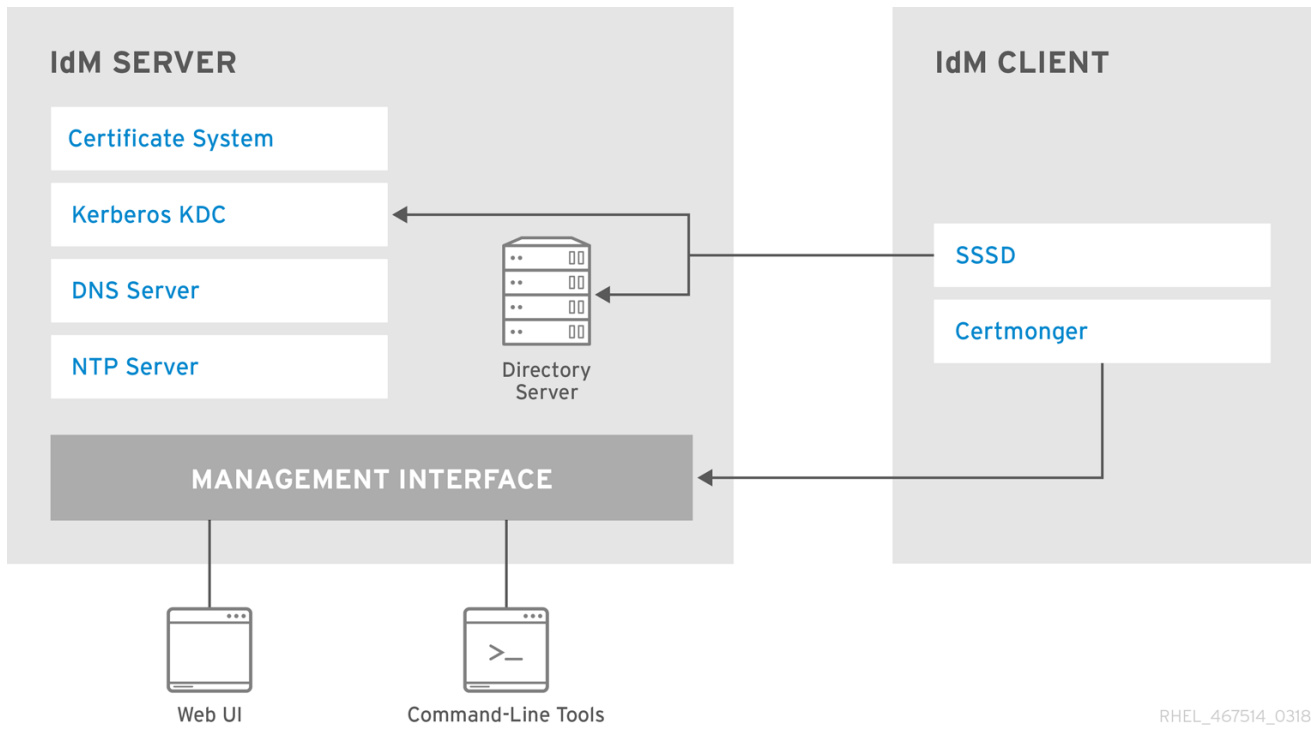 IdM SERVER
Certificate System
Kerberos KDC
DNS Server
NTP Server
Directory
Server
MANAGEMENT INTERFACE
Web UI
>_
Command-Line Tools
IdM CLIENT
SSSD
Certmonger
RHEL_467514_0318